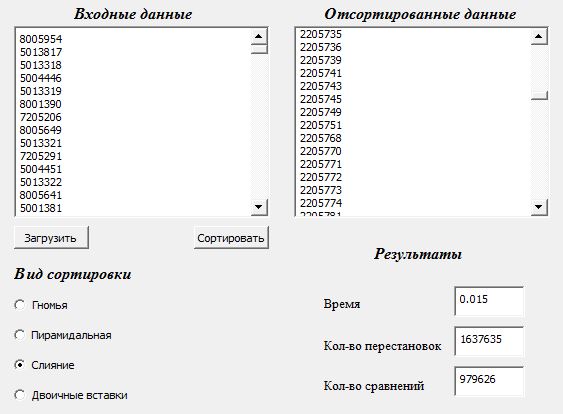 Входные данные
8005954
5013817
5013318
5004446
5013319
8001390
7205206
8005649
5013321
7205291
5004451
5013322
8005641
5001381
Загрузить
Сортировать
Вид сортировки
Гномья
Пирамидальная
Слияние
Двоичные вставки
Отсортированные данные
2205735
2205736
2205739
2205741
2205743
2205745
2205749
2205751
2205768
2205770
2205771
2205772
2205773
2205774
2205781
Результаты
Время
0.015
Кол-во перестановок
1637635
Кол-во сравнений
979626